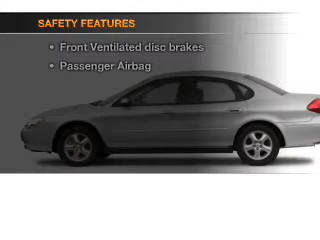 SAFETY FEATURES
• Front Ventilated disc brakes
• Passenger Airbag